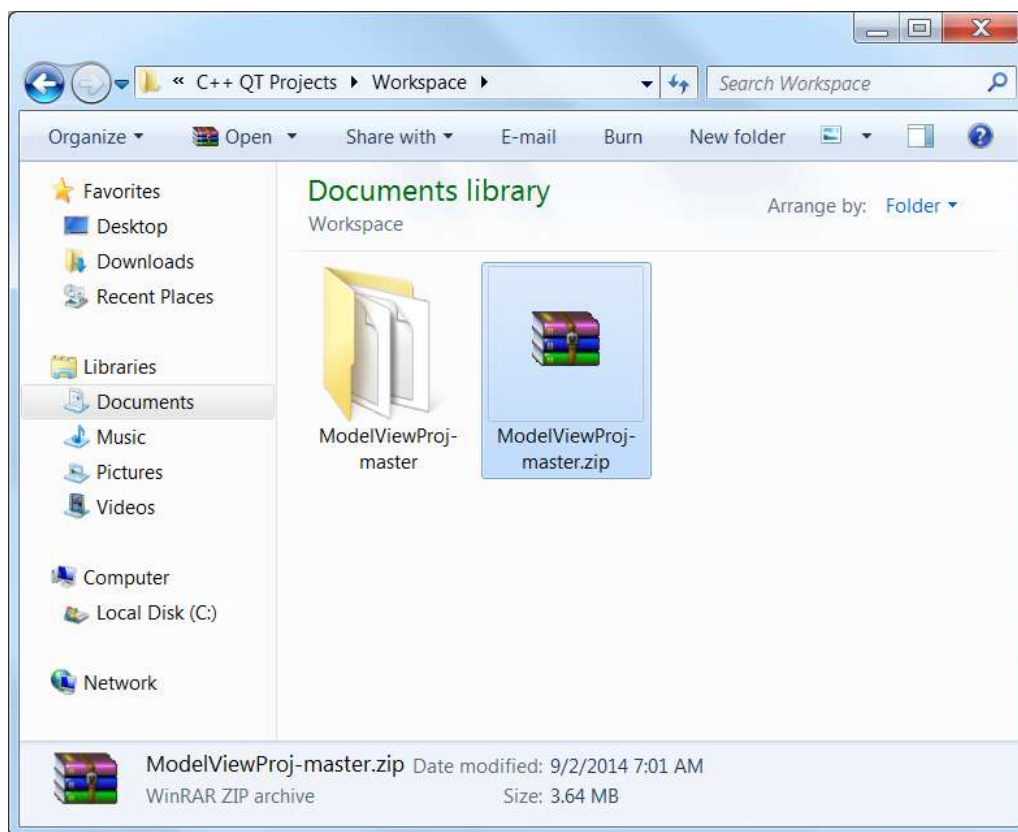 « C++ QT Projects Workspace Search Workspace
Organize Open Share with E-mail Burn New folder
Favorites
Desktop
Downloads
Recent Places
Libraries
Documents
Music
Pictures
Videos
Computer
Local Disk (C:)
Network
Documents library
Workspace
Arrange by: Folder
ModelViewProj-
master
ModelViewProj-
master.zip
ModelViewProj-master.zip Date modified: 9/2/2014 7:01 AM
WinRAR ZIP archive Size: 3.64 MB